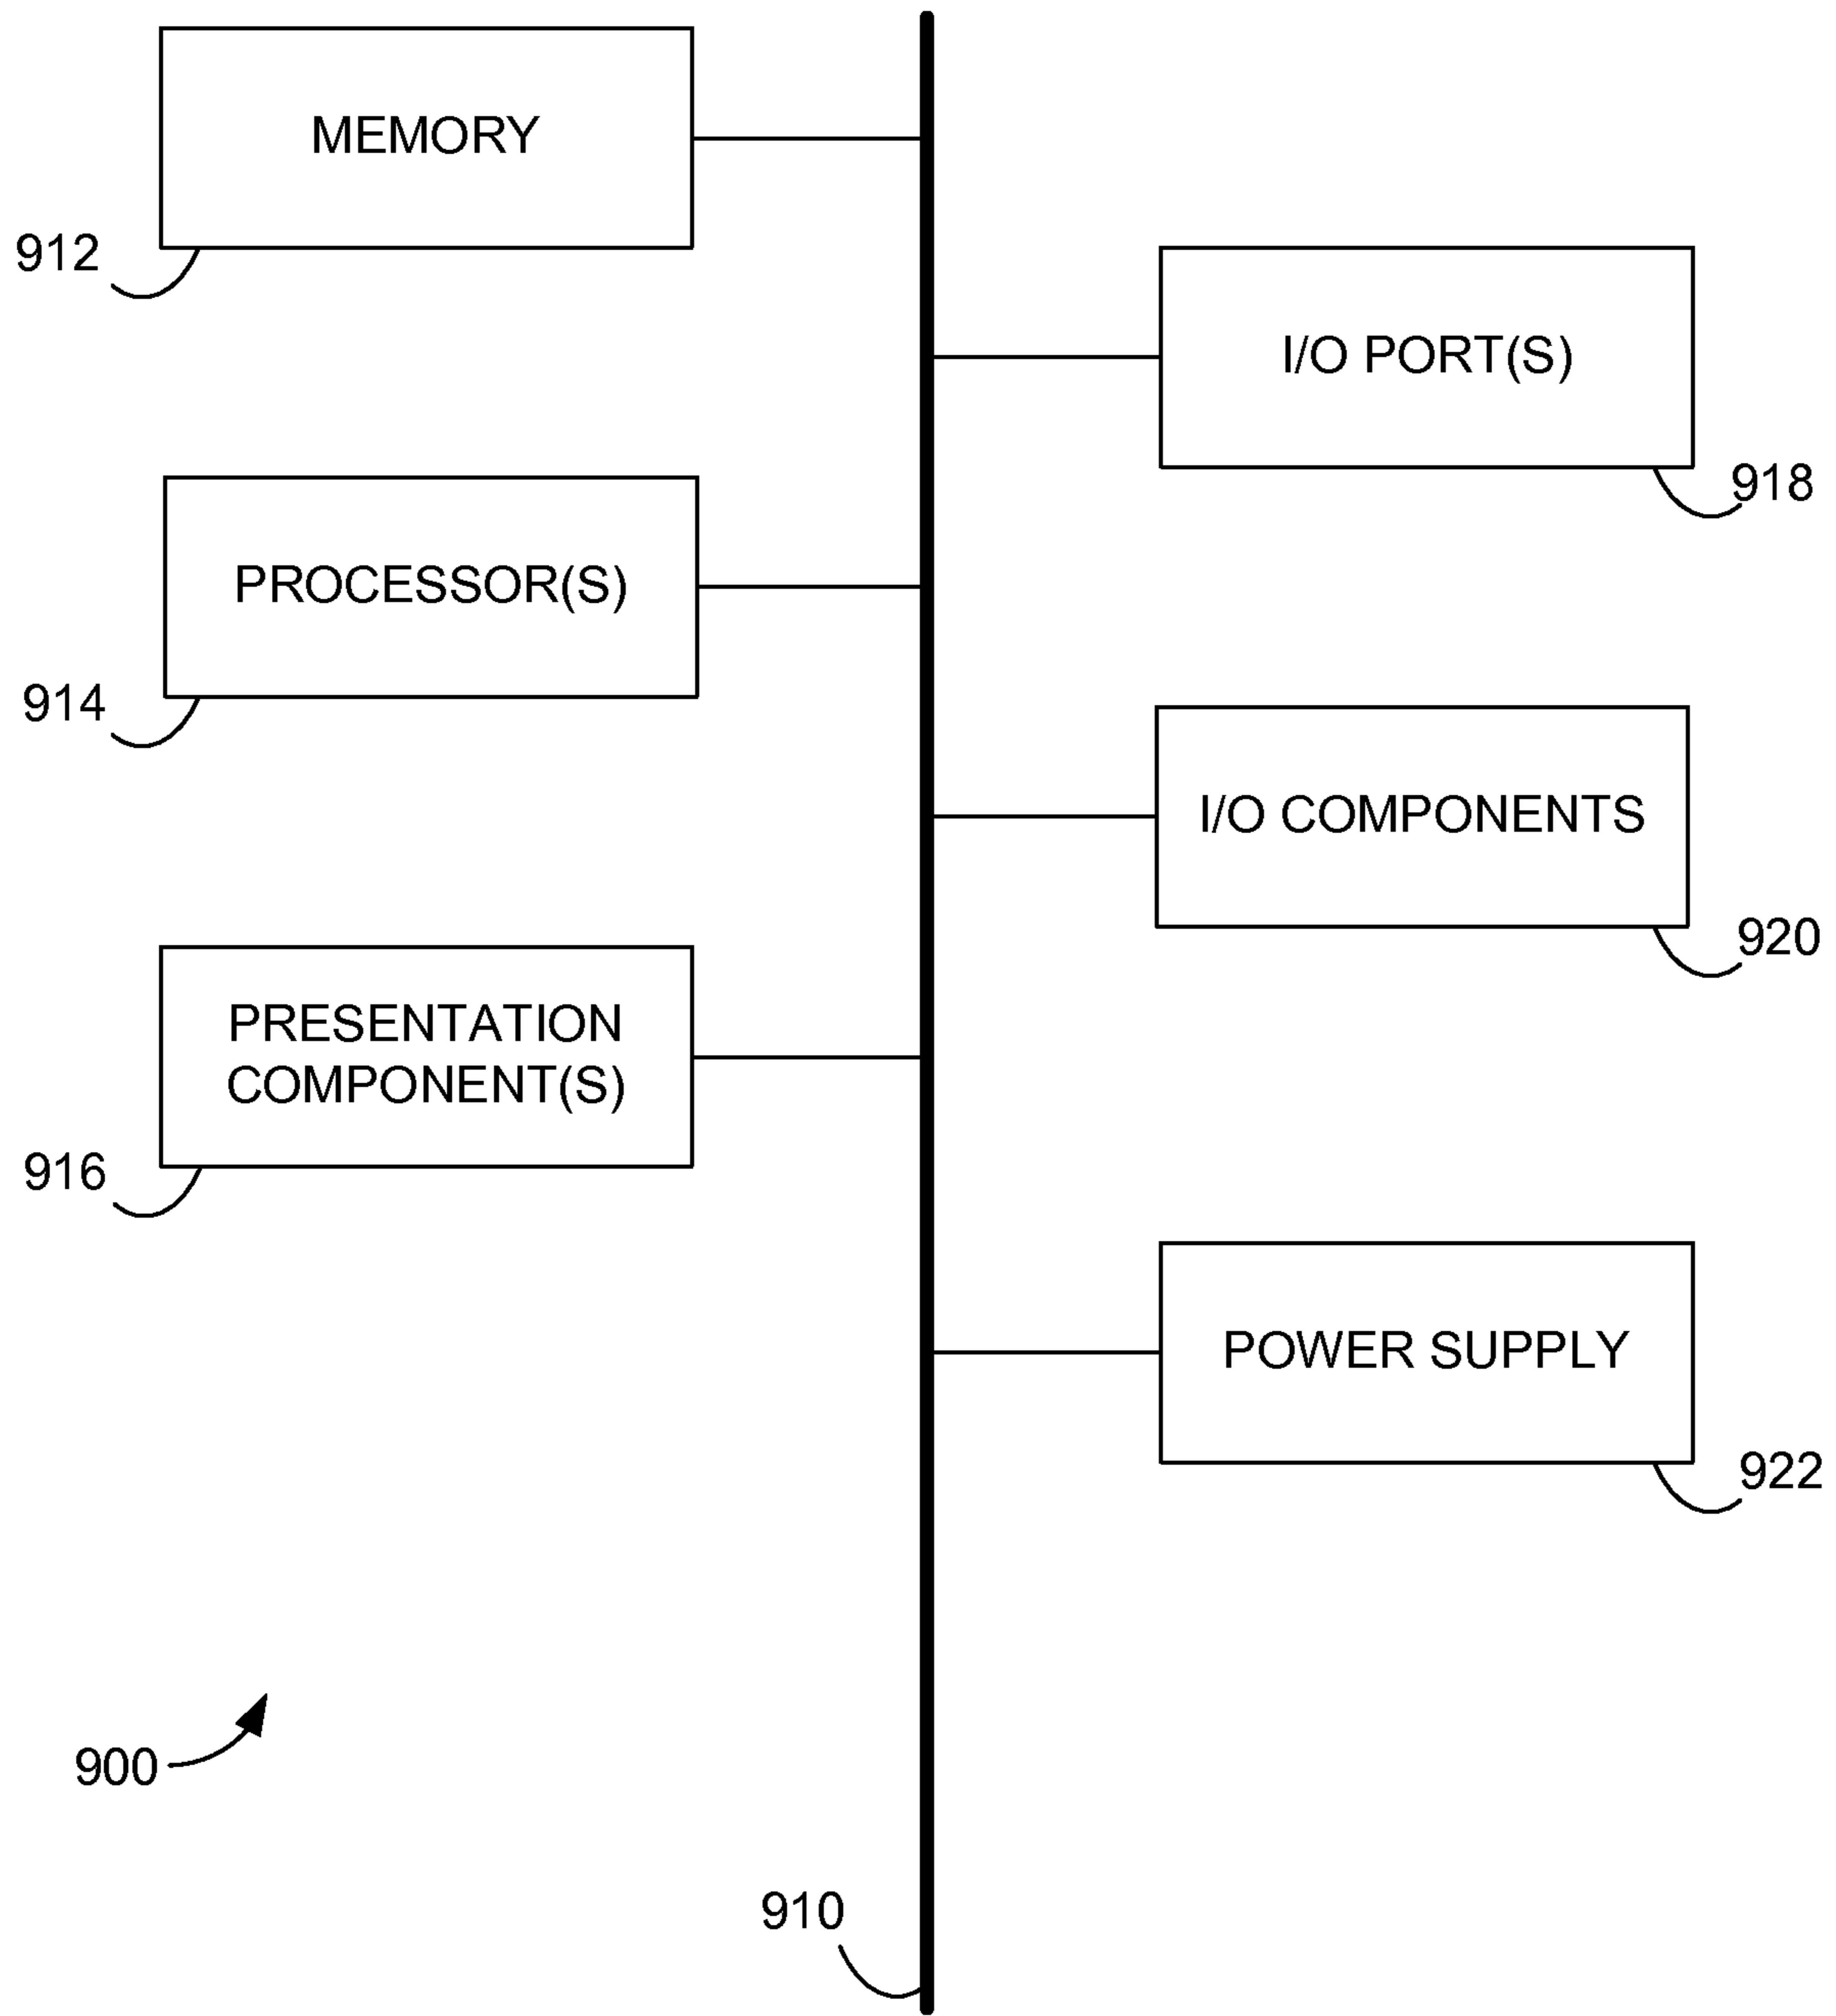 MEMORY
912
I/O PORT(S)
918
PROCESSOR(S)
914
I/O COMPONENTS
920
PRESENTATION
COMPONENT(S)
916
POWER SUPPLY
922
900
910